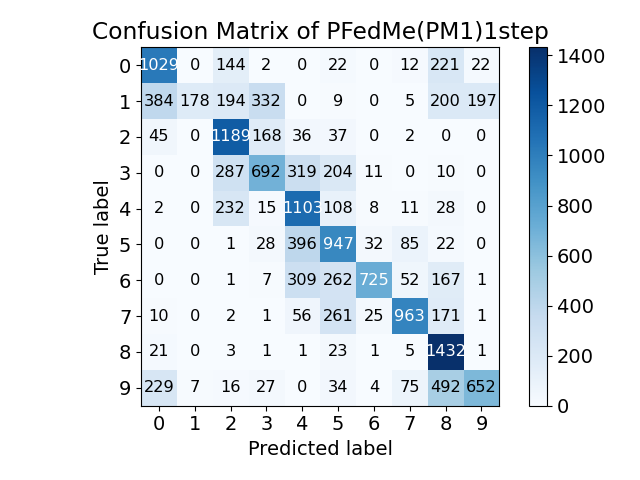 Confusion Matrix of PFedMe(PM1)1step
0 1029 0 144 2 0 22 0 12 221 22
1 384 178 194 332 0 9 0 5 200 197
2 45 0 1189 168 36 37 0 2 0 0
3 0 0 287 692 319 204 11 0 10 0
4 2 0 232 15 1103 108 8 11 28 0
5 0 0 1 28 396 947 32 85 22 0
6 0 0 1 7 309 262 725 52 167 1
7 10 0 2 1 56 261 25 963 171 1
8 21 0 3 1 1 23 1 5 1432 1
9 229 7 16 27 0 34 4 75 492 652
0 1 2 3 4 5 6 7 8 9
Predicted label
True label
1400
1200
1000
800
600
400
200
0